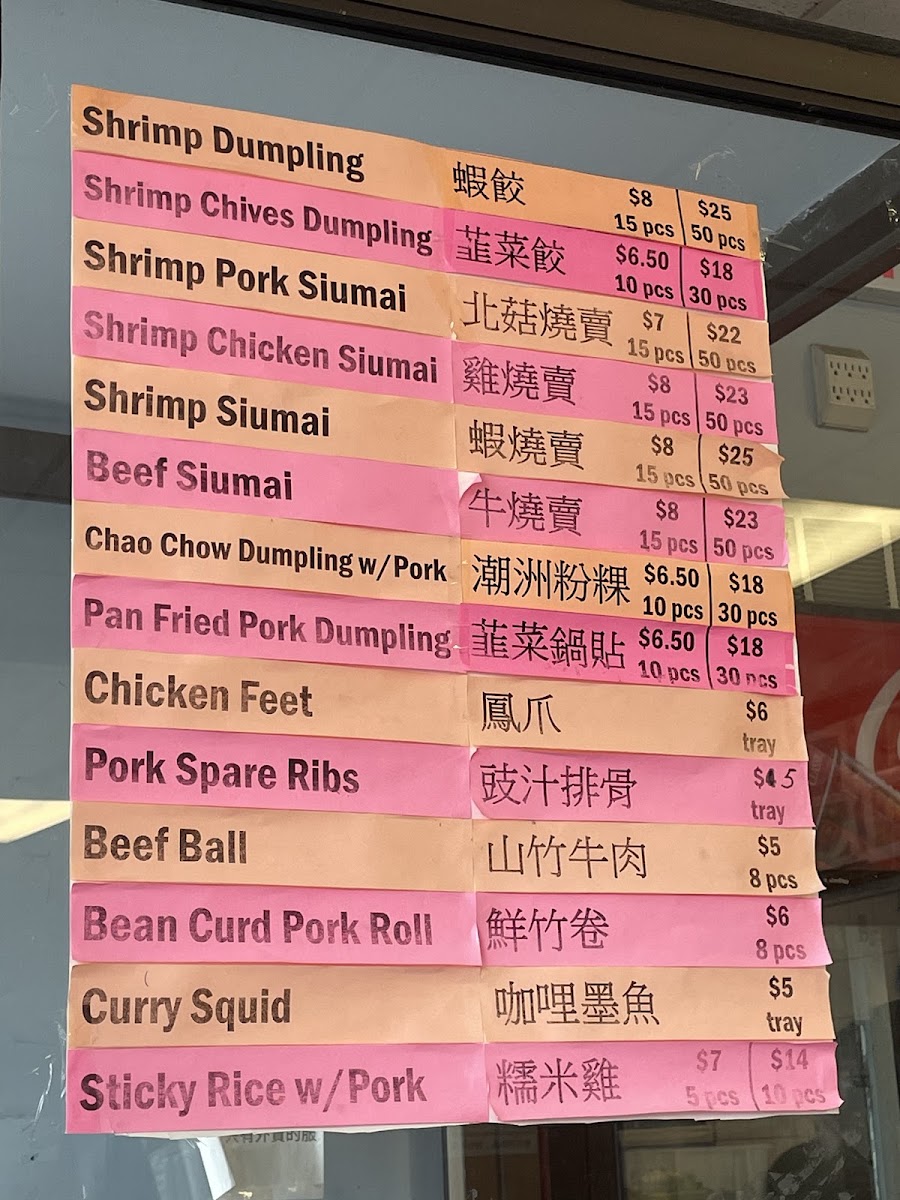 Shrimp Dumpling 蝦餃 $8 $25
15 pcs 50 pcs
Shrimp Chives Dumpling 韮菜餃 $6.50 $18
10 pcs 30 pcs
Shrimp Pork Siumai 北菇燒賣 $7 $22
15 pcs 50 pcs
Shrimp Chicken Siumai 雞燒賣 $8 $23
15 pcs 50 pcs
Shrimp Siumai 蝦燒賣 $8 $25
15 pcs 50 pcs
Beef Siumai 牛燒賣 $8 $23
15 pcs 50 pcs
Chao Chow Dumpling w/Pork 潮洲粉粿 $6.50 $18
10 pcs 30 pcs
Pan Fried Pork Dumpling 韮菜鍋貼 $6.50 $18
10 pcs 30 pcs
Chicken Feet 鳳爪 $6
tray
Pork Spare Ribs 豉汁排骨 $4 5
tray
Beef Ball 山竹牛肉 $5
8 pcs
Bean Curd Pork Roll 鮮竹卷 $6
8 pcs
Curry Squid 咖哩墨魚 $5
tray
Sticky Rice w/Pork 糯米雞 $7 $14
5 pcs 10 pcs